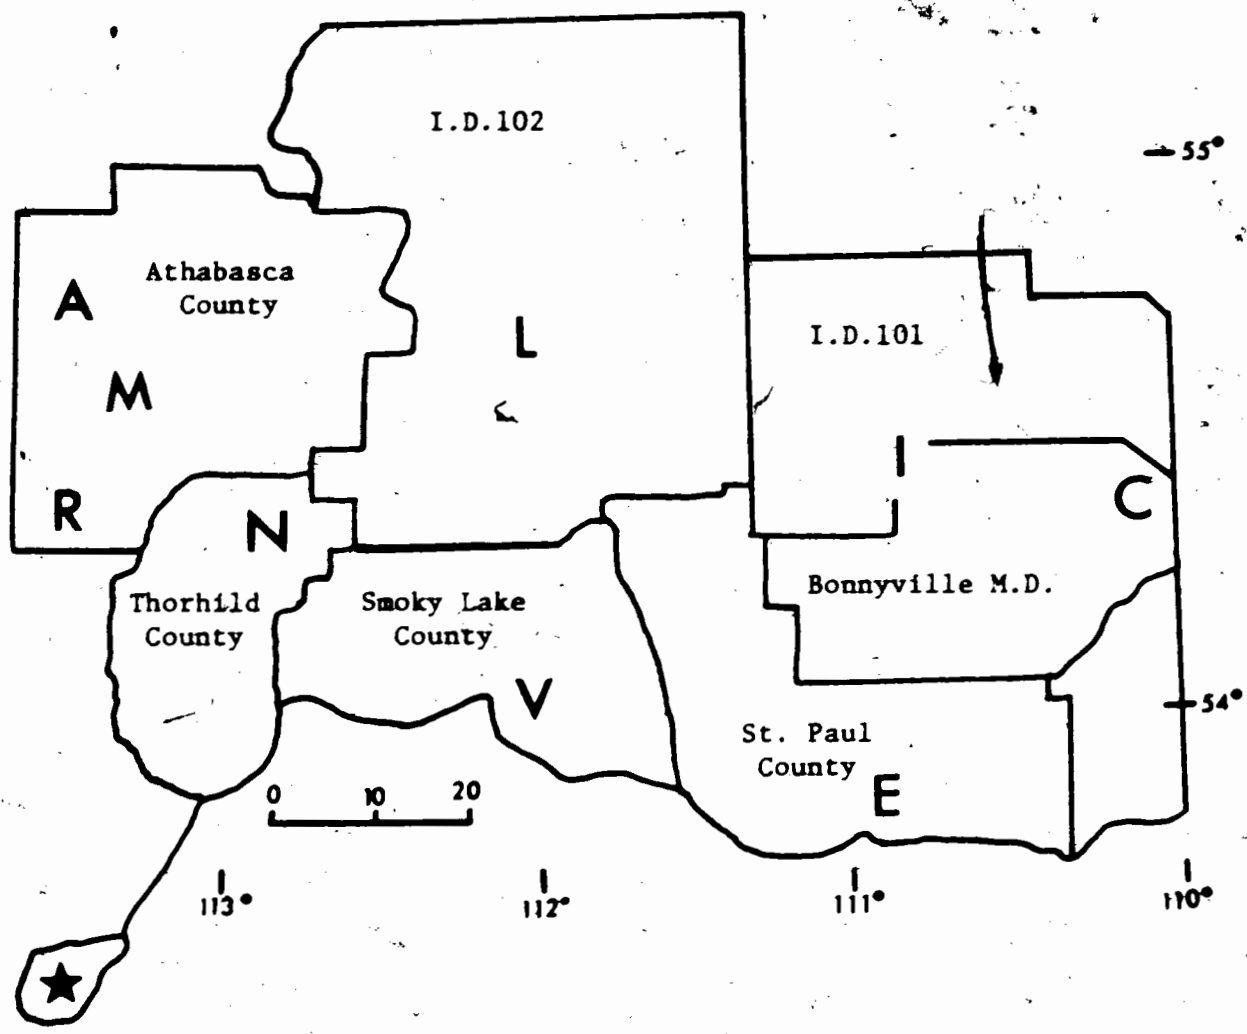 I.D.102
55°
Athabasca
County
A
L
I.D.101
M
I
C
R
N
Thorhild
County
Smoky Lake
County
Bonnyville M.D.
V
54°
St. Paul
County
E
0 10 20
113° 112° 111° 110°